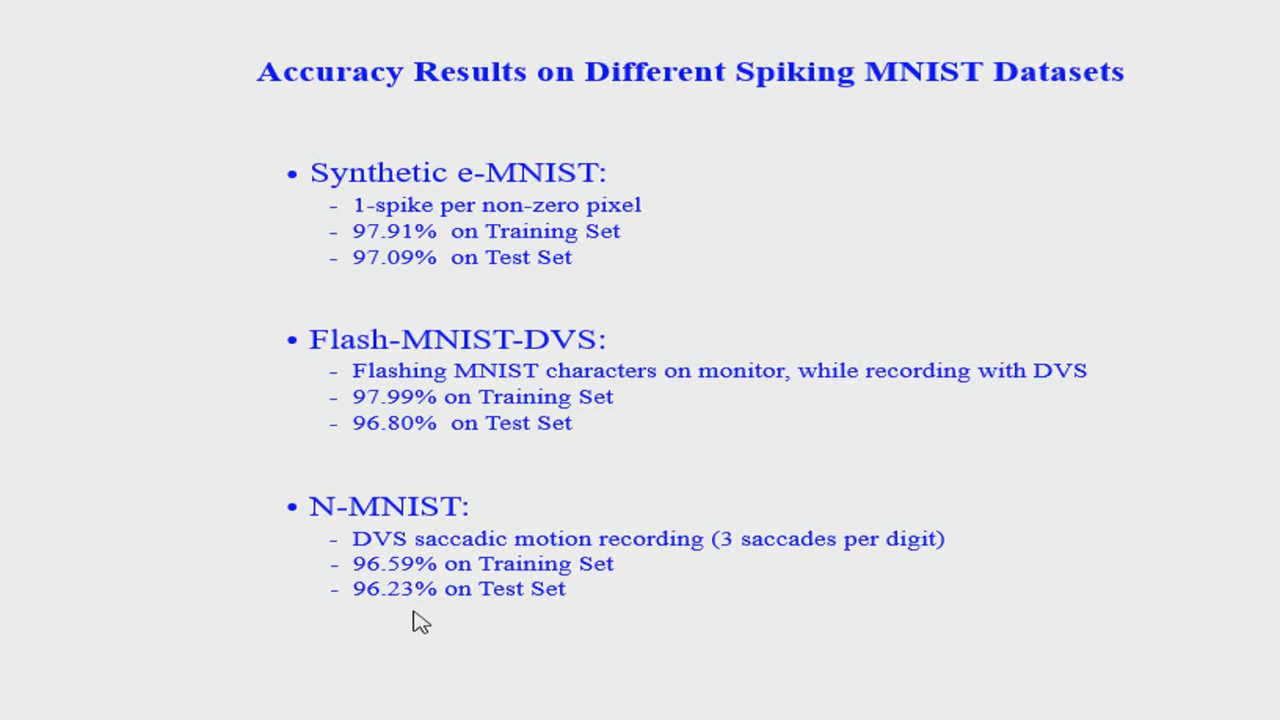 Accuracy Results on Different Spiking MNIST Datasets
• Synthetic e-MNIST:
- 1-spike per non-zero pixel
- 97.91% on Training Set
- 97.09% on Test Set
• Flash-MNIST-DVS:
- Flashing MNIST characters on monitor, while recording with DVS
- 97.99% on Training Set
- 96.80% on Test Set
• N-MNIST:
- DVS saccadic motion recording (3 saccades per digit)
- 96.59% on Training Set
- 96.23% on Test Set